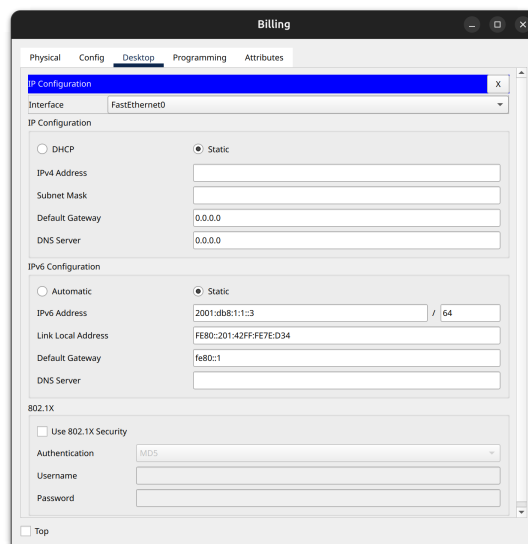 Billing
Physical Config Desktop Programming Attributes
IP Configuration X
Interface FastEthernet0
IP Configuration
DHCP Static
IPv4 Address
Subnet Mask
Default Gateway 0.0.0.0
DNS Server 0.0.0.0
IPv6 Configuration
Automatic Static
IPv6 Address 2001:db8:1:1::3 / 64
Link Local Address FE80::201:42FF:FE7E:D34
Default Gateway fe80::1
DNS Server
802.1X
Use 802.1X Security
Authentication MD5
Username
Password
Top